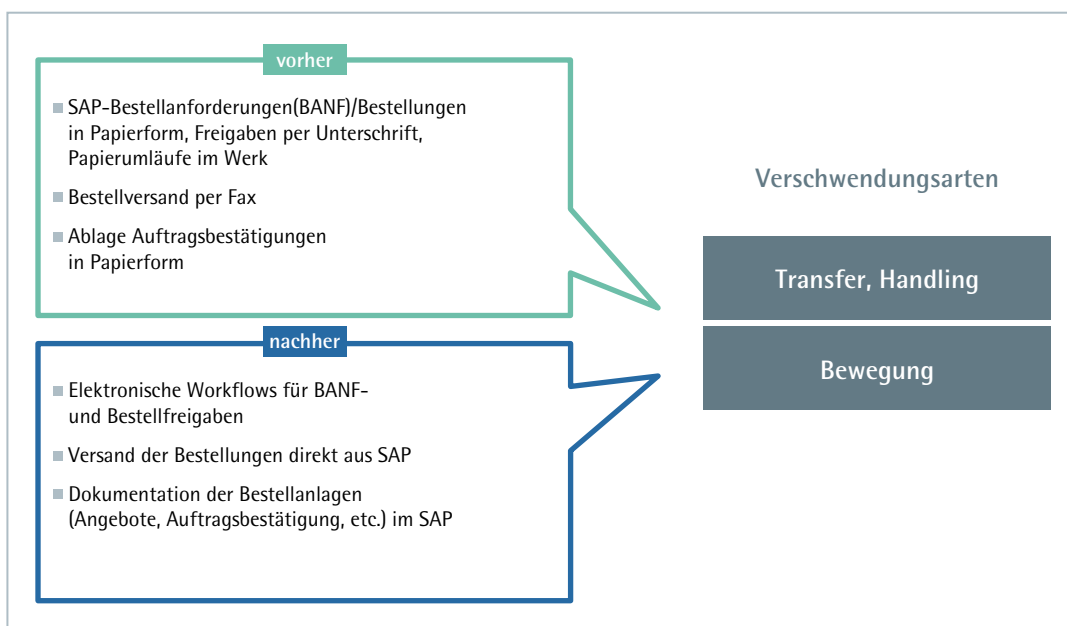 vorher
SAP-Bestellanforderungen(BANF)/Bestellungen
in Papierform, Freigaben per Unterschrift,
Papierumläufe im Werk
Bestellversand per Fax
Ablage Auftragsbestätigungen
in Papierform
nachher
Elektronische Workflows für BANF-
und Bestellfreigaben
Versand der Bestellungen direkt aus SAP
Dokumentation der Bestellanlagen
(Angebote, Auftragsbestätigung, etc.) im SAP
Verschwendungsarten
Transfer, Handling
Bewegung